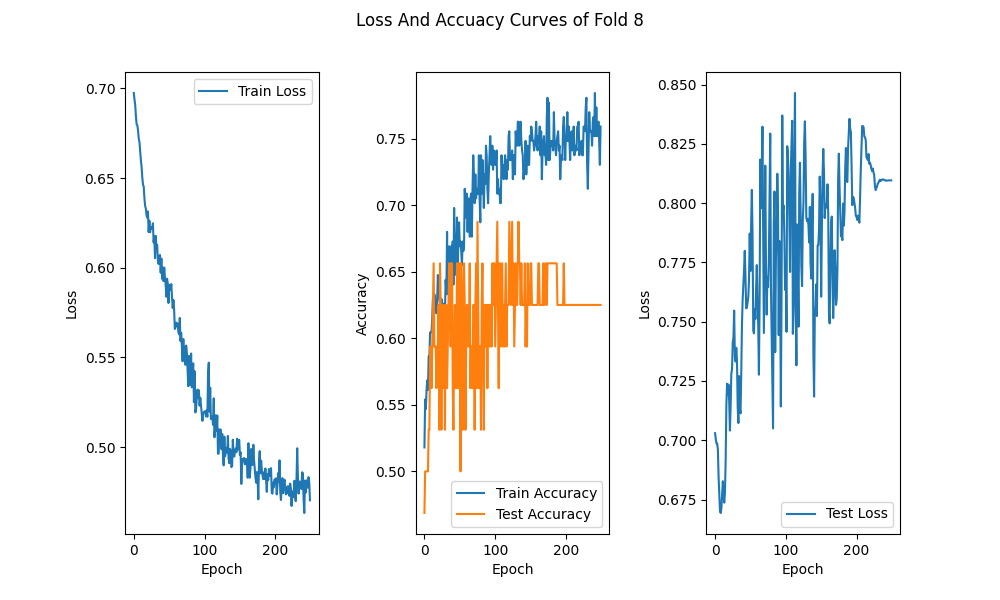 Loss And Accuacy Curves of Fold 8
0.70
0.65
0.60
0.55
0.50
Loss
0 100 200
Epoch
Train Loss
0.75
0.70
0.65
0.60
0.55
0.50
Accuracy
0 100 200
Epoch
Train Accuracy
Test Accuracy
0.850
0.825
0.800
0.775
0.750
0.725
0.700
0.675
Loss
0 100 200
Epoch
Test Loss